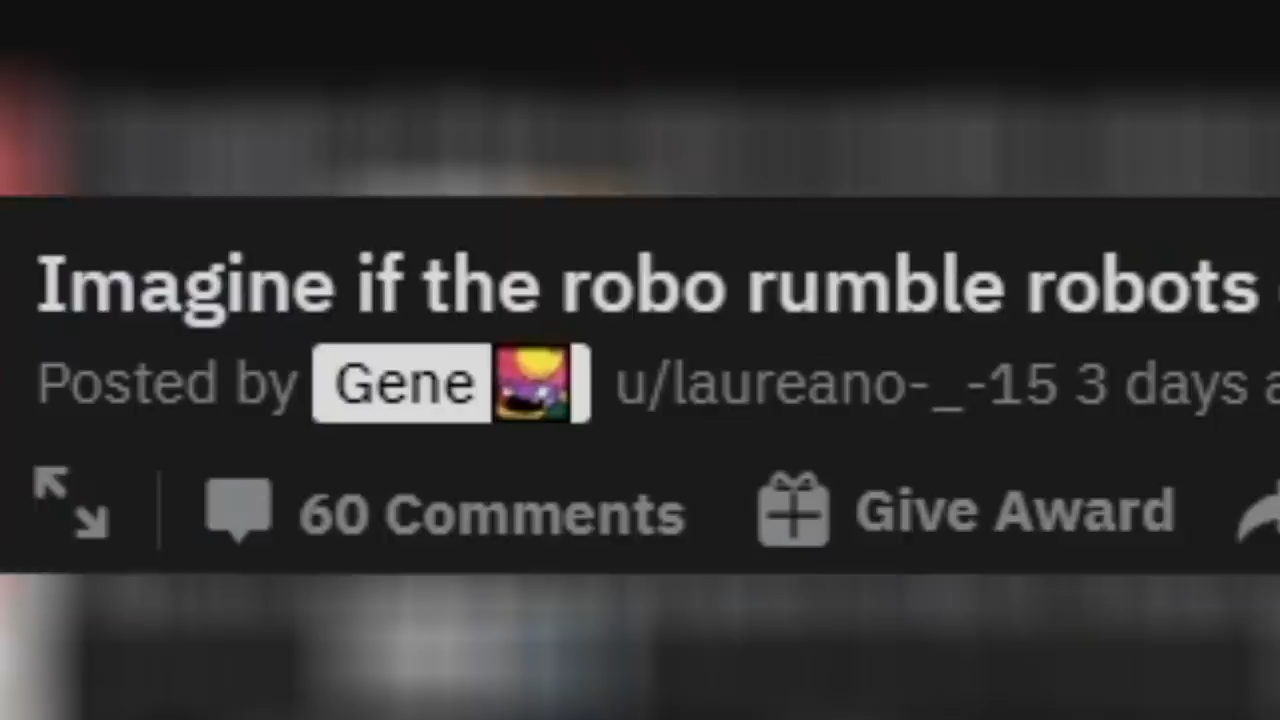 Imagine if the robo rumble robots
Posted by Gene u/laureano-_-15 3 days a
60 Comments Give Award